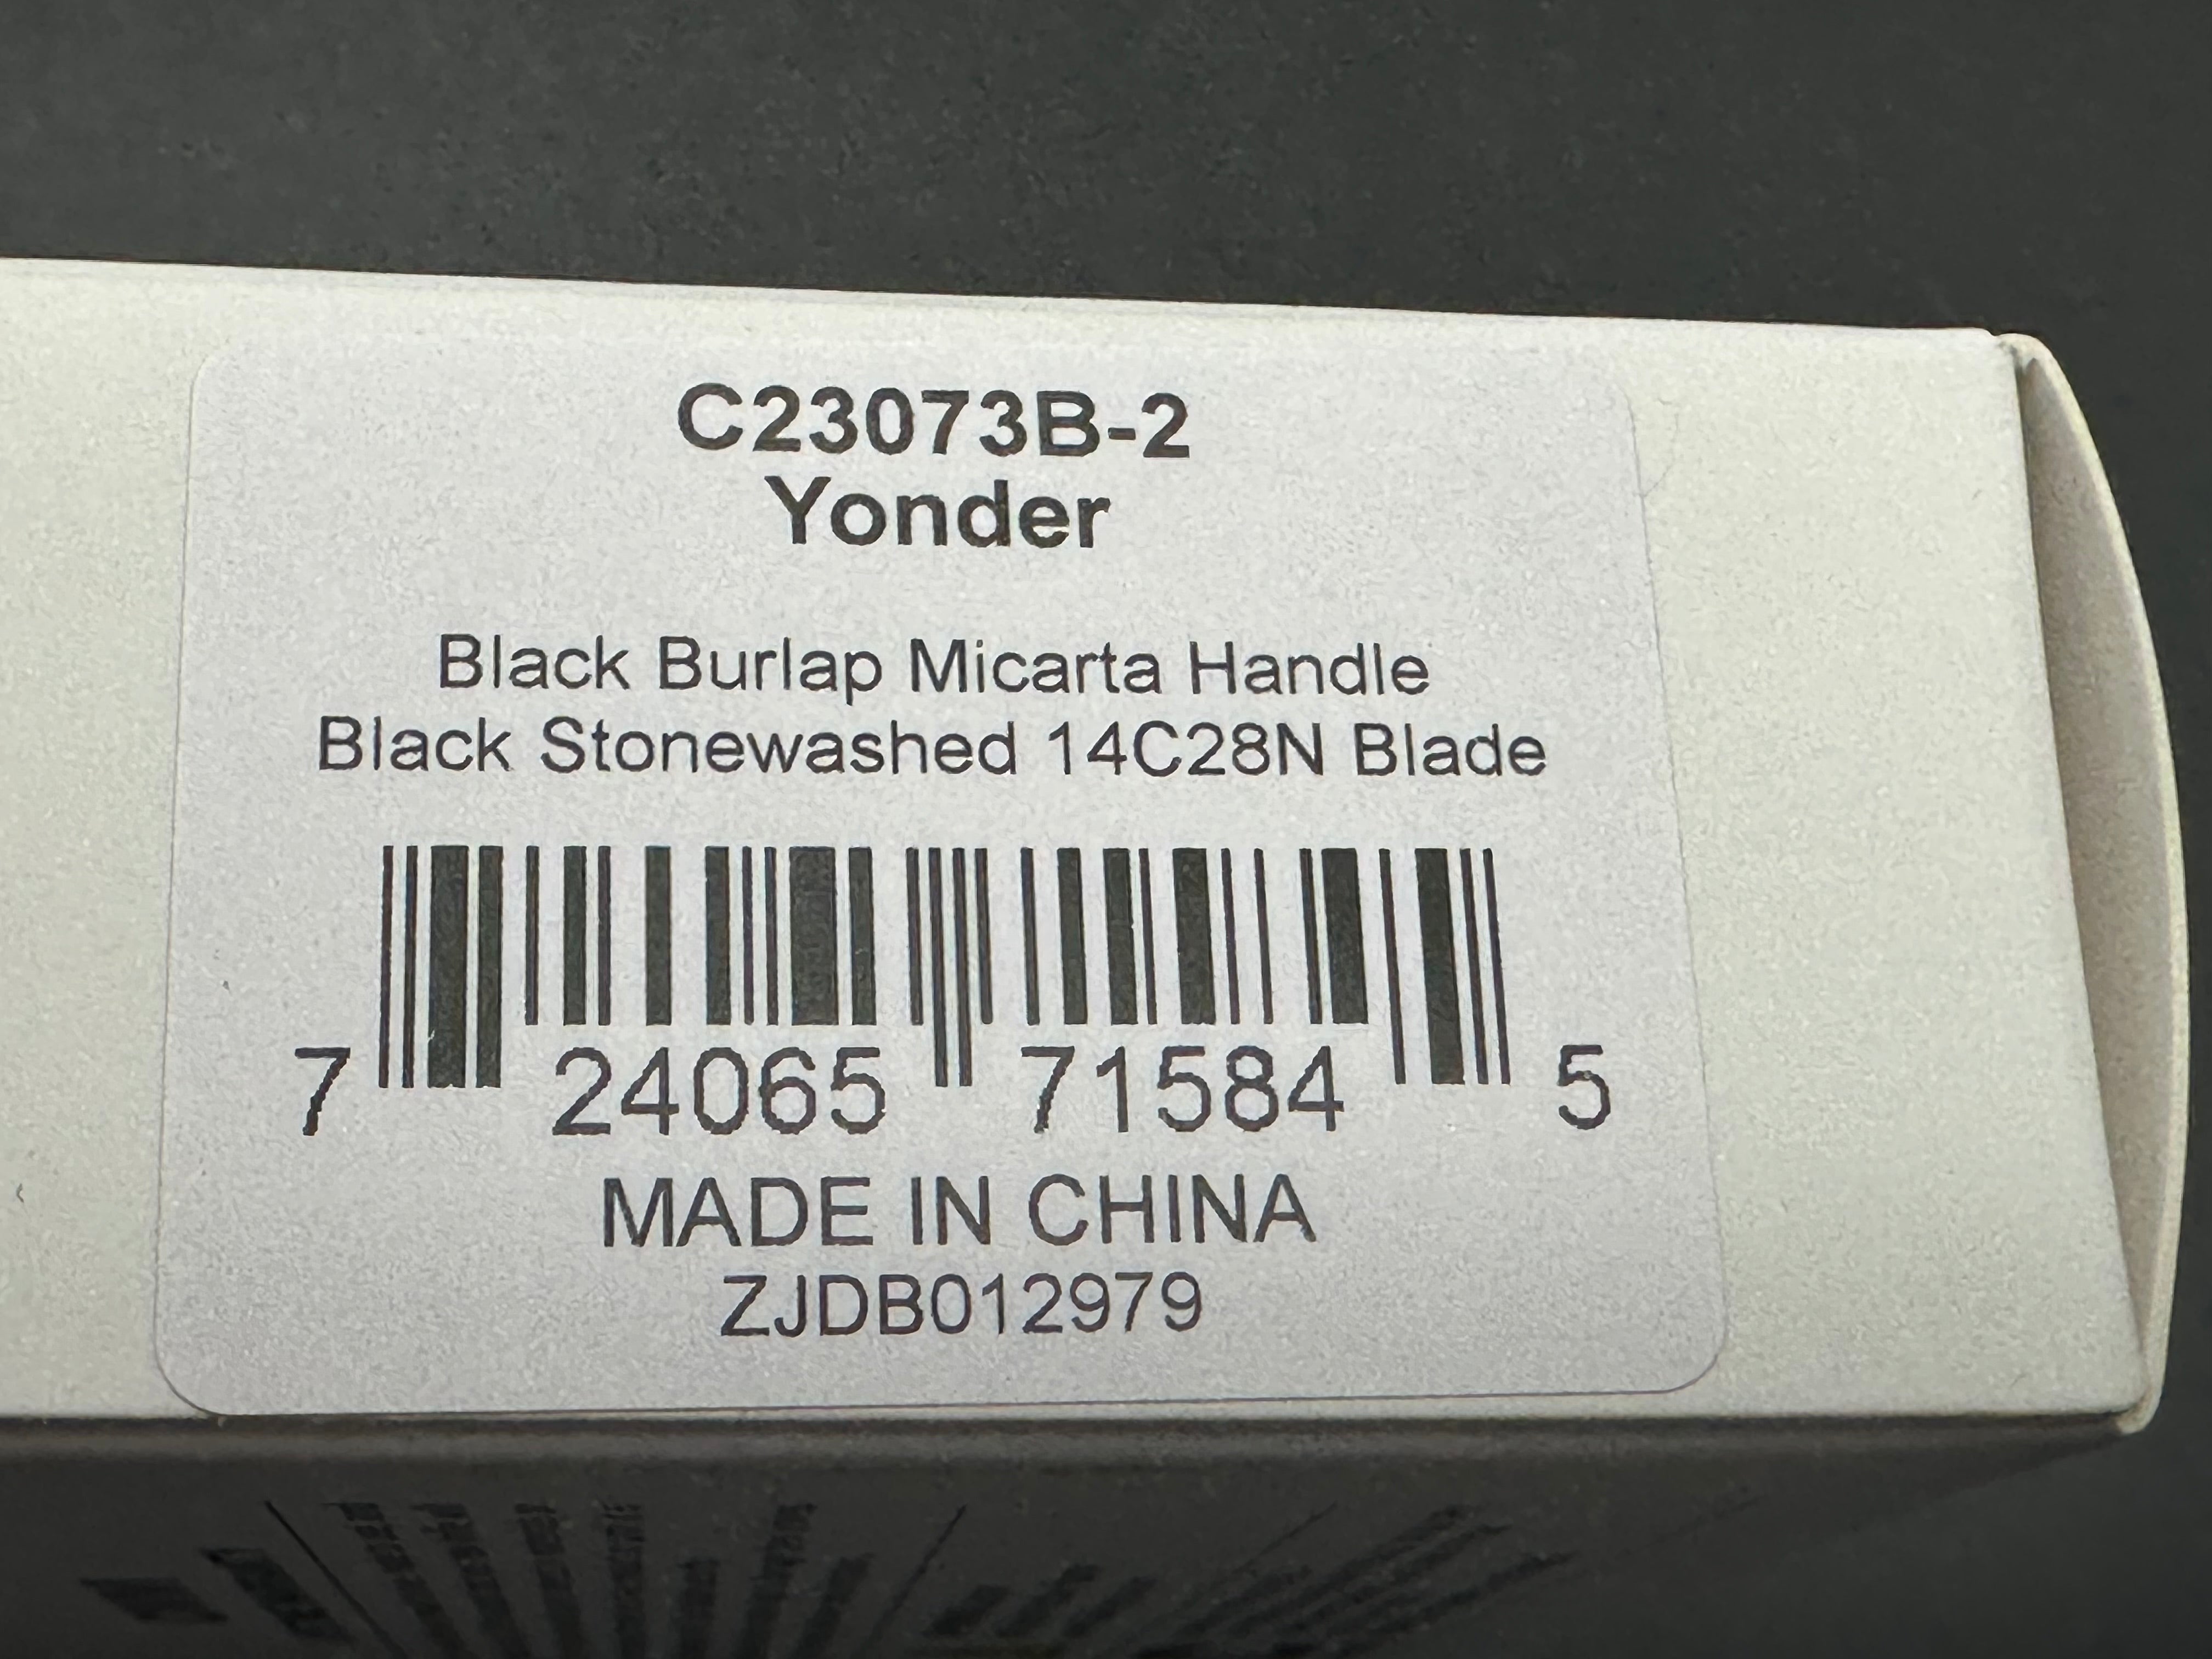 C23073B-2
Yonder
Black Burlap Micarta Handle
Black Stonewashed 14C28N Blade
7 24065 71584 5
MADE IN CHINA
ZJDB012979